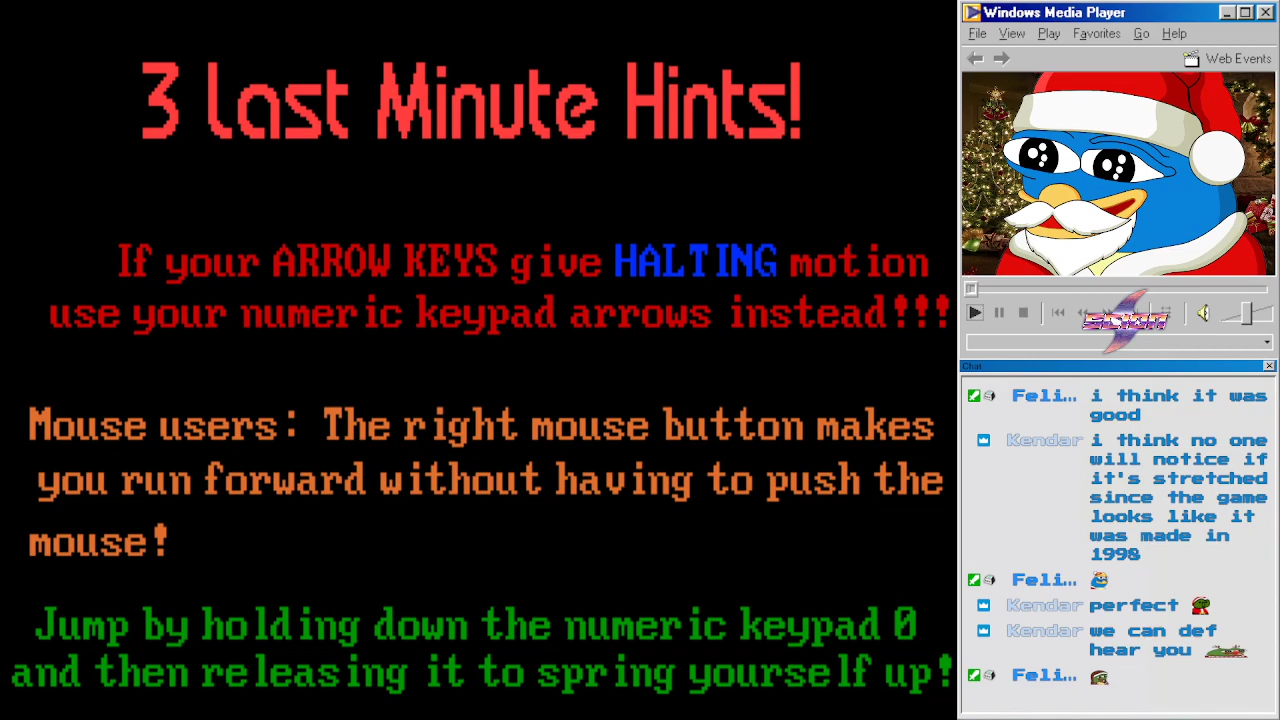 3 Last Minute Hints!
If your ARROW KEYS give HALTING motion
use your numeric keypad arrows instead!!!
Mouse users: The right mouse button makes
you run forward without having to push the
mouse!
Jump by holding down the numeric keypad 0
and then releasing it to spring yourself up!
Windows Media Player
File View Play Favorites Go Help
Web Events
Chat
Feli... i think it was
good
Kendar i think no one
will notice if
it's stretched
since the game
looks like it
was made in
1998
Feli...
Kendar perfect
Kendar we can def
hear you
Feli...